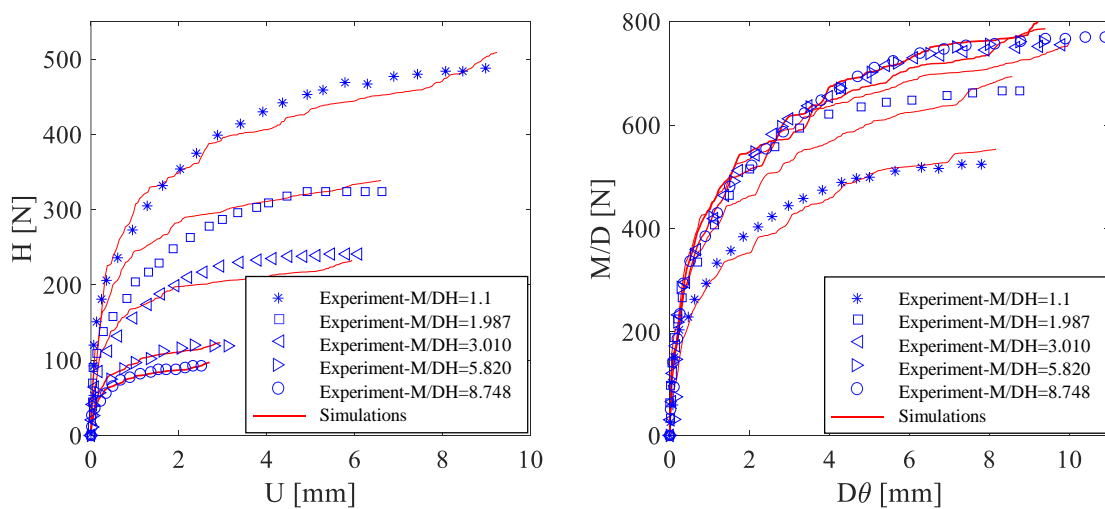 500
400
300
200
100
0
H [N]
0 2 4 6 8 10
U [mm]
Experiment-M/DH=1.1
Experiment-M/DH=1.987
Experiment-M/DH=3.010
Experiment-M/DH=5.820
Experiment-M/DH=8.748
Simulations
800
600
400
200
0
M/D [N]
0 2 4 6 8 10
Dθ [mm]
Experiment-M/DH=1.1
Experiment-M/DH=1.987
Experiment-M/DH=3.010
Experiment-M/DH=5.820
Experiment-M/DH=8.748
Simulations